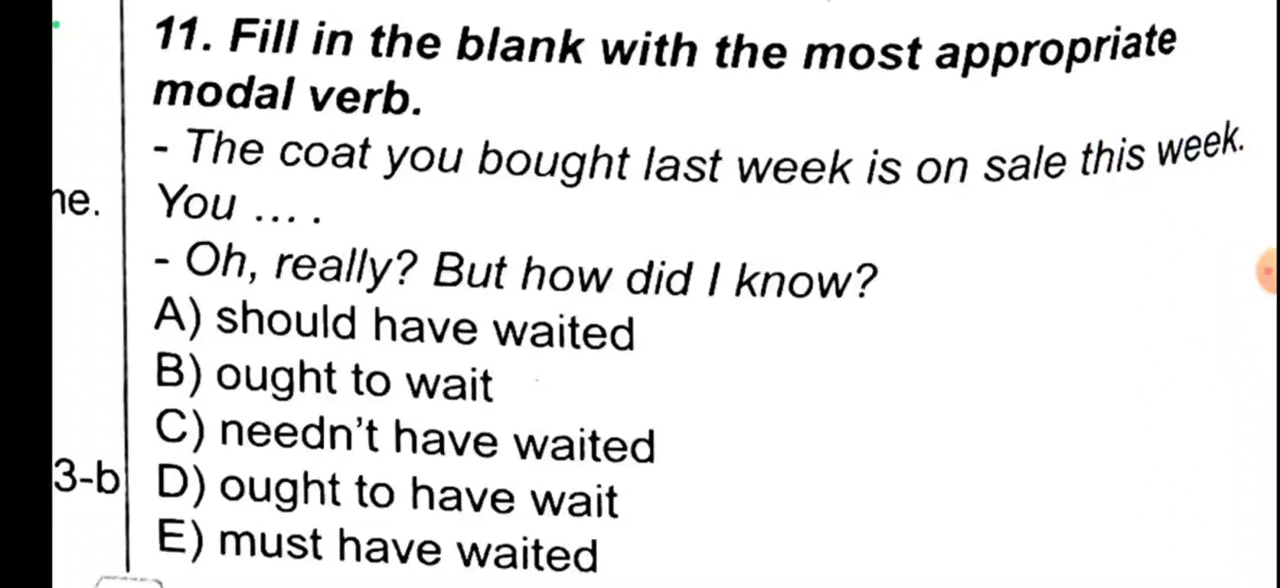 11. Fill in the blank with the most appropriate
modal verb.
- The coat you bought last week is on sale this week.
You .... .
- Oh, really? But how did I know?
A) should have waited
B) ought to wait
C) needn't have waited
D) ought to have wait
E) must have waited
3-b